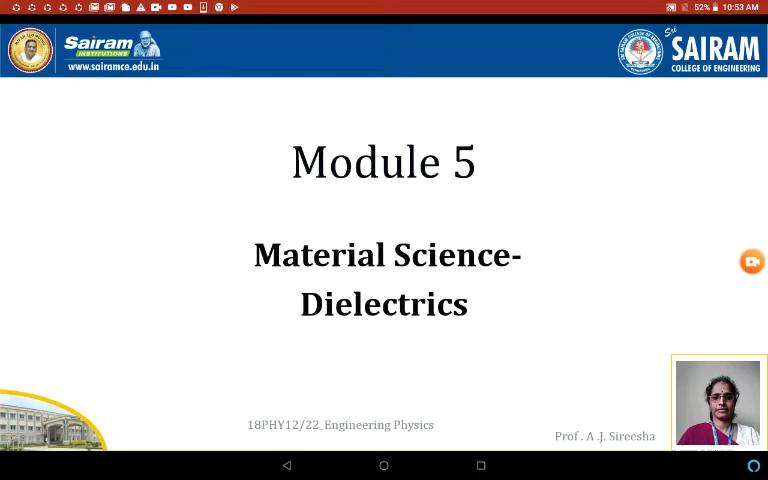 52% 10:53 AM
Sairam
INSTITUTIONS
www.sairamce.edu.in
Sri
SAIRAM
COLLEGE OF ENGINEERING
Module 5
Material Science-
Dielectrics
18PHY12/22_Engineering Physics
Prof . A .J. Sireesha